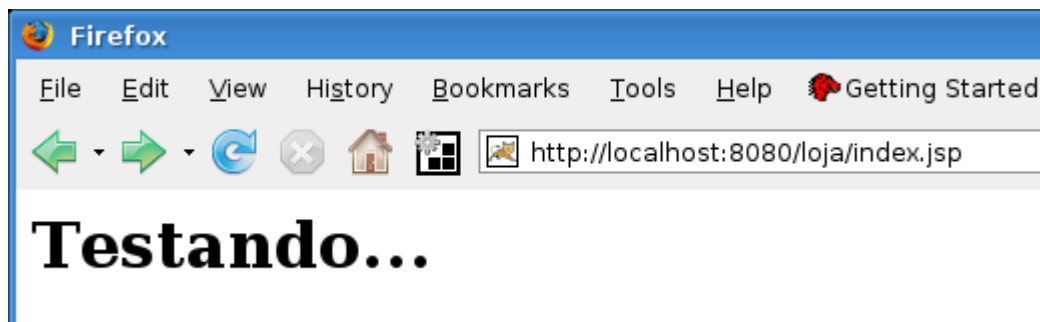 Firefox
File Edit View History Bookmarks Tools Help Getting Started
http://localhost:8080/loja/index.jsp
Testando...